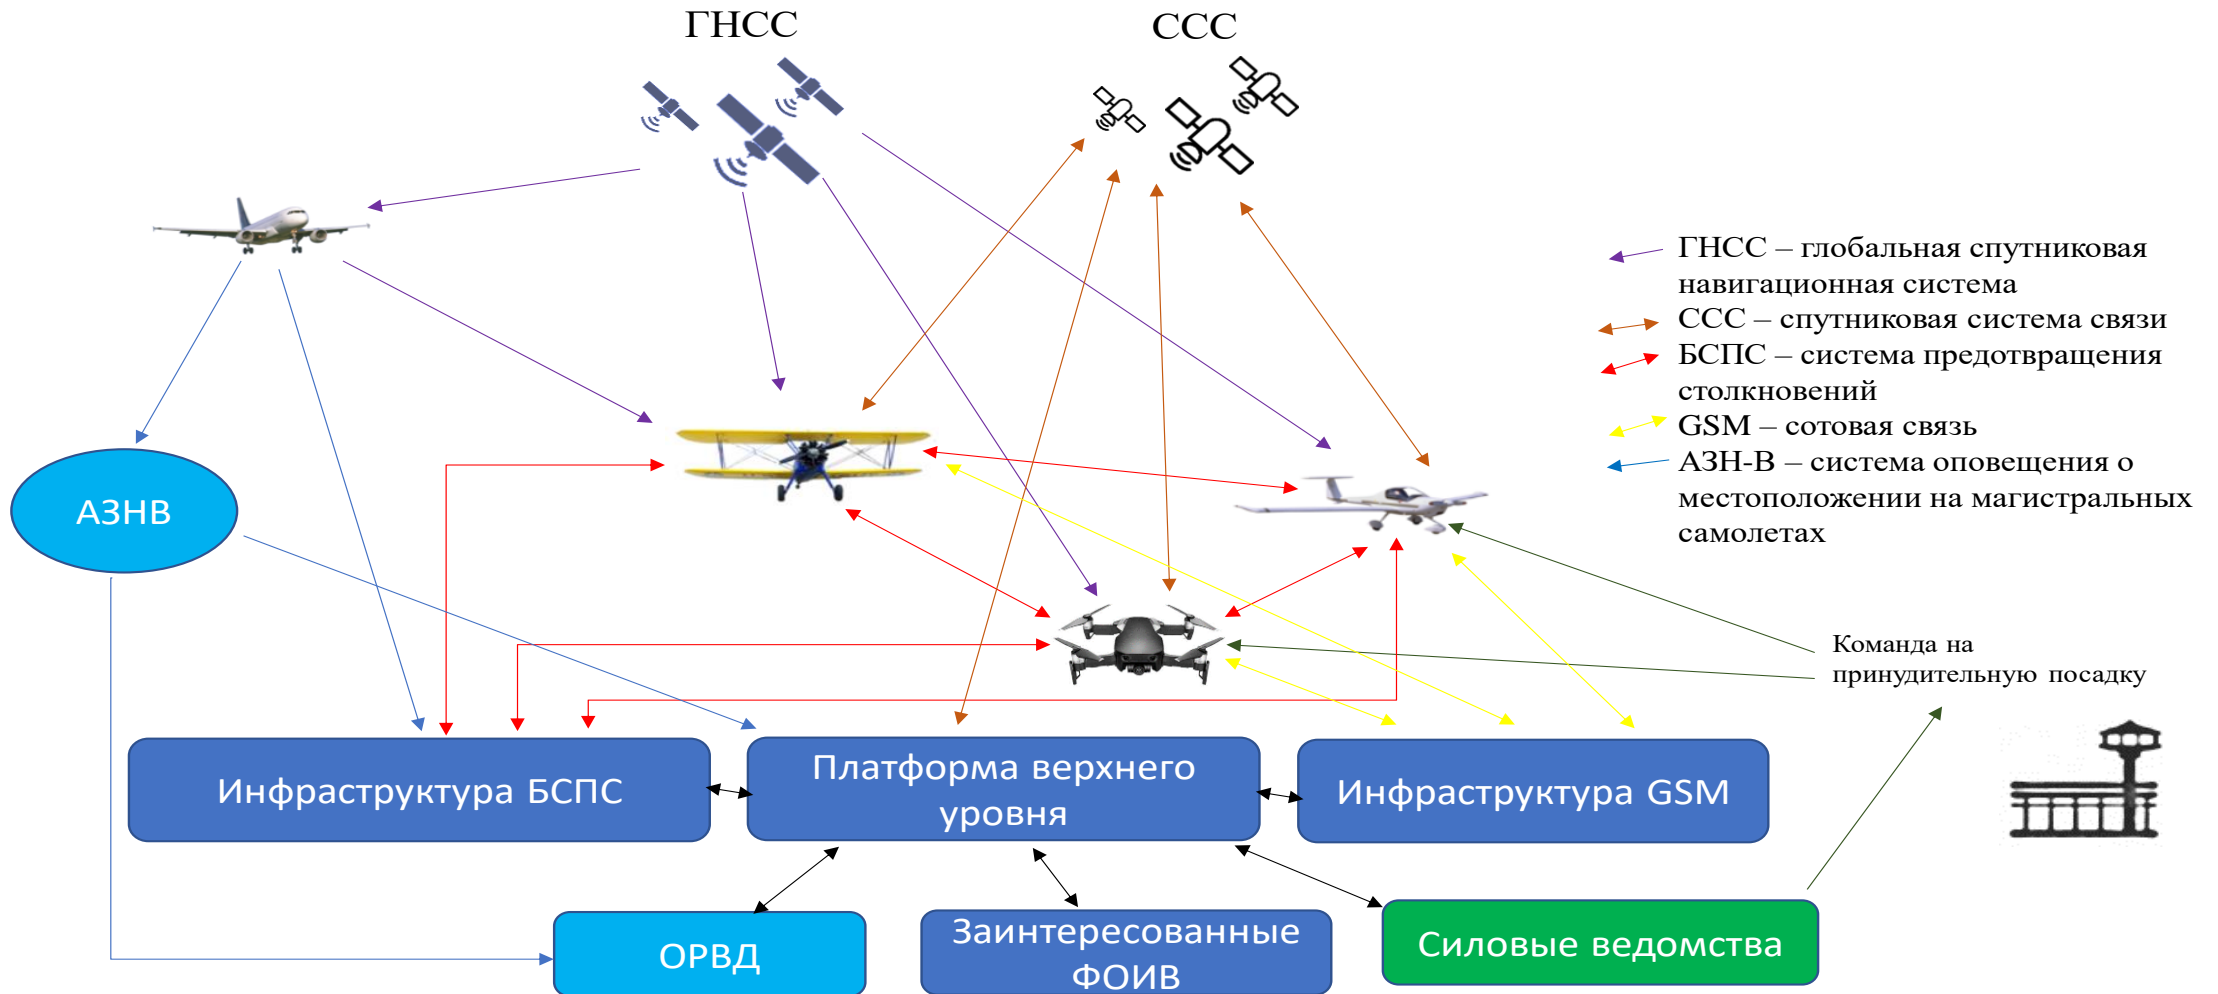 ГНСС
ССС
ГНСС – глобальная спутниковая
навигационная система
ССС – спутниковая система связи
БСПС – система предотвращения
столкновений
GSM – сотовая связь
АЗН-В – система оповещения о
местоположении на магистральных
самолетах
АЗНВ
Команда на
принудительную посадку
Инфраструктура БСПС
Платформа верхнего
уровня
Инфраструктура GSM
ОРВД
Заинтересованные
ФОИВ
Силовые ведомства